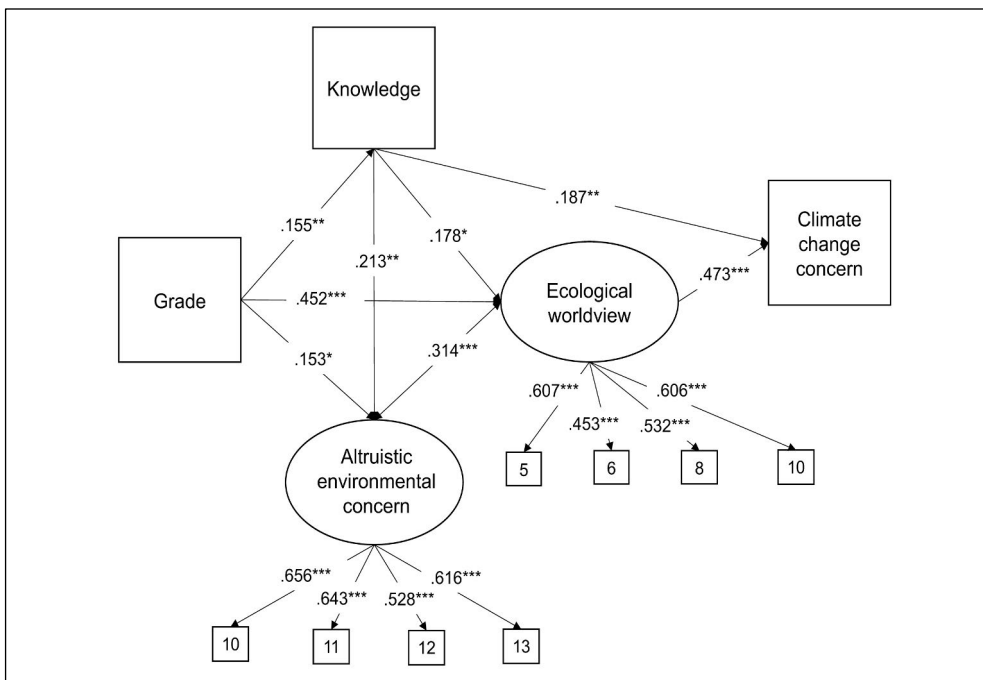 Knowledge
.155**
.213**
.178*
.187**
Climate
change
concern
Grade
.452***
.153*
.314***
Ecological
worldview
.473***
.607***
.453***
.532***
.606***
5
6
8
10
Altruistic
environmental
concern
.656***
.643***
.528***
.616***
10
11
12
13